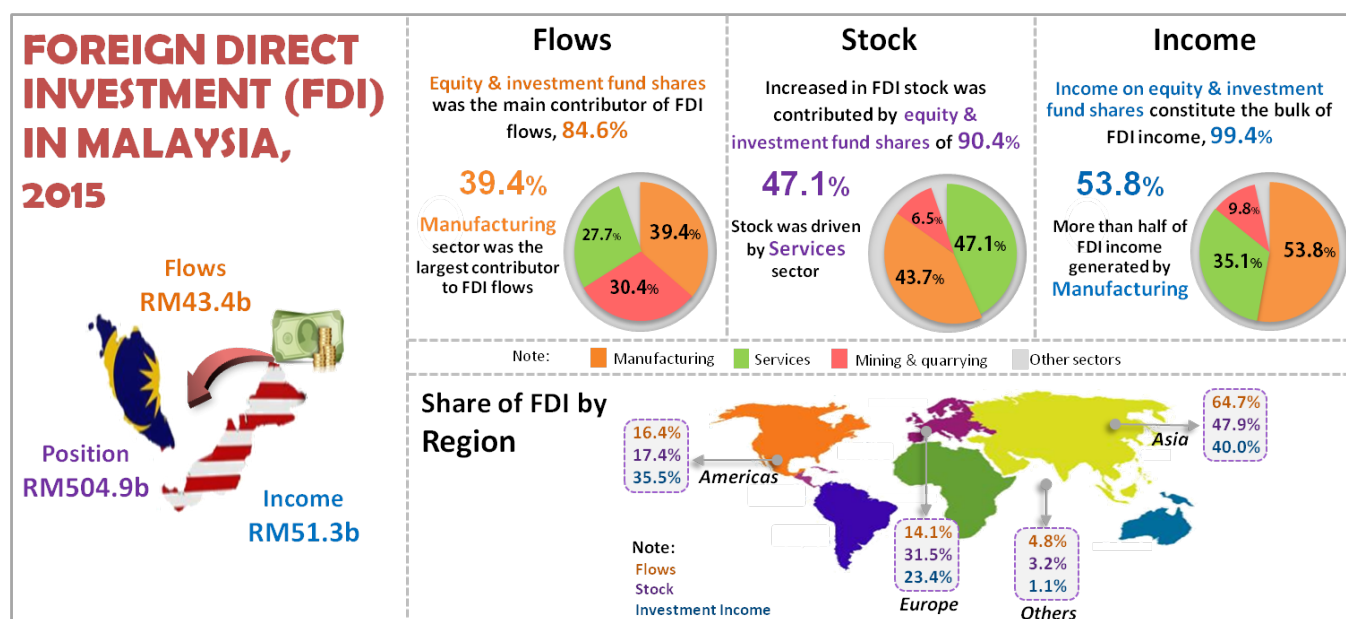 FOREIGN DIRECT
INVESTMENT (FDI)
IN MALAYSIA,
2015
Flows
RM43.4b
Position
RM504.9b
Income
RM51.3b
Flows
Equity & investment fund shares
was the main contributor of FDI
flows, 84.6%
39.4%
Manufacturing
sector was the
largest contributor
to FDI flows
27.7%
39.4%
30.4%
Stock
Increased in FDI stock was
contributed by equity &
investment fund shares of 90.4%
47.1%
Stock was driven
by Services
sector
6.5%
47.1%
43.7%
Income
Income on equity & investment
fund shares constitute the bulk of
FDI income, 99.4%
53.8%
More than half of
FDI income
generated by
Manufacturing
9.8%
53.8%
35.1%
Note:
Manufacturing
Services
Mining & quarrying
Other sectors
Share of FDI by
Region
16.4%
17.4%
35.5%
Americas
14.1%
31.5%
23.4%
Europe
4.8%
3.2%
1.1%
Others
64.7%
47.9%
40.0%
Asia
Note:
Flows
Stock
Investment Income